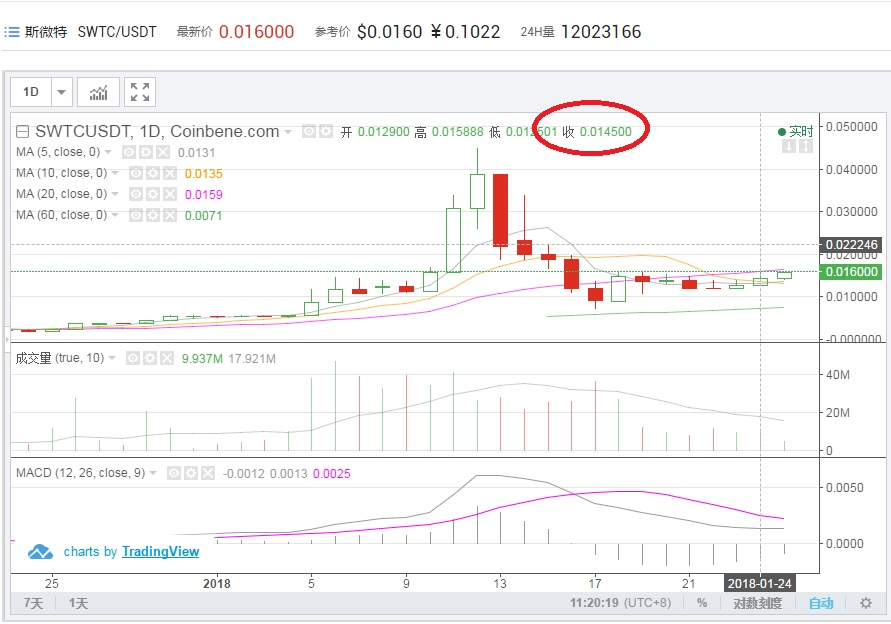 斯微特 SWTC/USDT 最新价 0.016000 参考价 $0.0160 ¥0.1022 24H量 12023166
1D
SWTCUSDT, 1D, Coinbene.com 开 0.012900 高 0.015888 低 0.012501 收 0.014500 实时
MA (5, close, 0) 0.0131
MA (10, close, 0) 0.0135
MA (20, close, 0) 0.0159
MA (60, close, 0) 0.0071
0.050000
0.040000
0.030000
0.022246
0.020000
0.016000
0.010000
-0.000000
成交量 (true, 10) 9.937M 17.921M
40M
20M
0
MACD (12, 26, close, 9) -0.0012 0.0013 0.0025
0.0050
0.0000
charts by TradingView
25 2018 5 9 13 17 21 2018-01-24
7天 1天 11:20:19 (UTC+8) % 对数刻度 自动